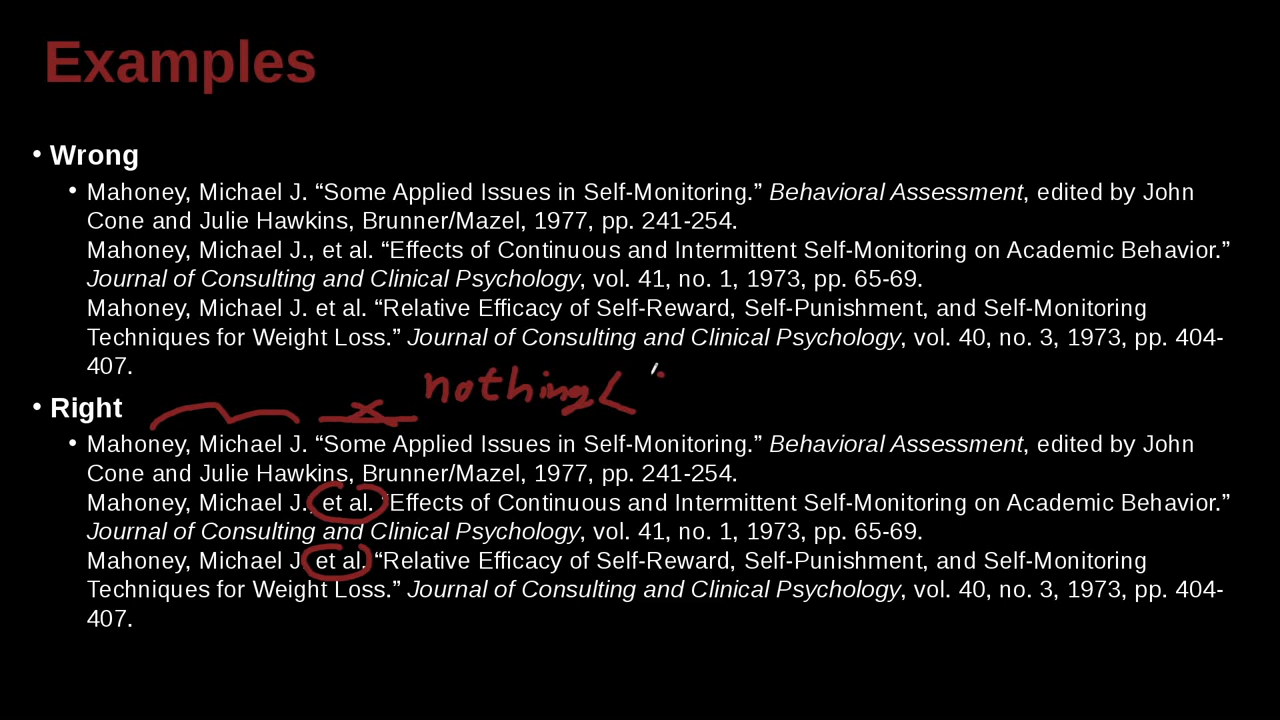 Examples
• Wrong
• Mahoney, Michael J. “Some Applied Issues in Self-Monitoring.” Behavioral Assessment, edited by John
Cone and Julie Hawkins, Brunner/Mazel, 1977, pp. 241-254.
Mahoney, Michael J., et al. “Effects of Continuous and Intermittent Self-Monitoring on Academic Behavior.”
Journal of Consulting and Clinical Psychology, vol. 41, no. 1, 1973, pp. 65-69.
Mahoney, Michael J. et al. “Relative Efficacy of Self-Reward, Self-Punishment, and Self-Monitoring
Techniques for Weight Loss.” Journal of Consulting and Clinical Psychology, vol. 40, no. 3, 1973, pp. 404-
407.
nothing <
• Right
• Mahoney, Michael J. “Some Applied Issues in Self-Monitoring.” Behavioral Assessment, edited by John
Cone and Julie Hawkins, Brunner/Mazel, 1977, pp. 241-254.
Mahoney, Michael J., et al. “Effects of Continuous and Intermittent Self-Monitoring on Academic Behavior.”
Journal of Consulting and Clinical Psychology, vol. 41, no. 1, 1973, pp. 65-69.
Mahoney, Michael J. et al. “Relative Efficacy of Self-Reward, Self-Punishment, and Self-Monitoring
Techniques for Weight Loss.” Journal of Consulting and Clinical Psychology, vol. 40, no. 3, 1973, pp. 404-
407.